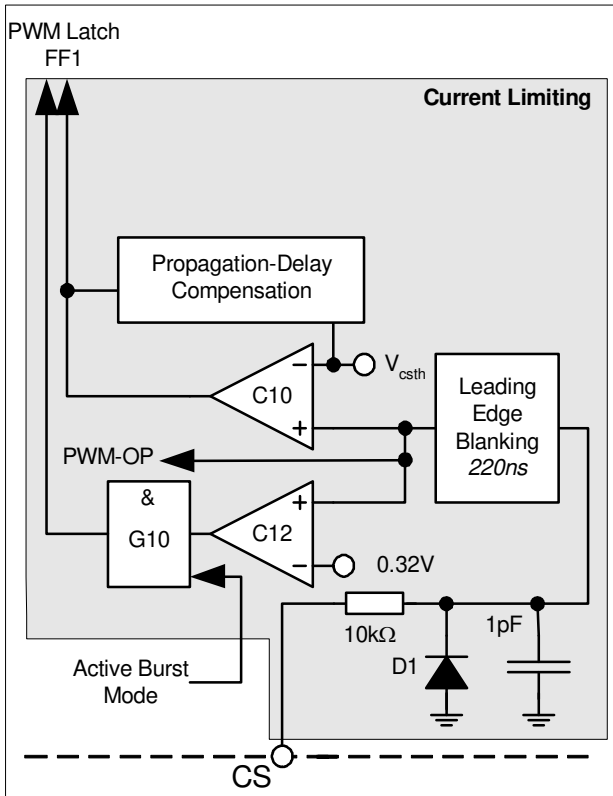 PWM Latch
FF1
Current Limiting
Propagation-Delay
Compensation
−
Vcsth
C10
+
Leading
Edge
Blanking
220ns
PWM-OP
&
G10
+
C12
−
0.32V
10kΩ
1pF
D1
Active Burst
Mode
CS